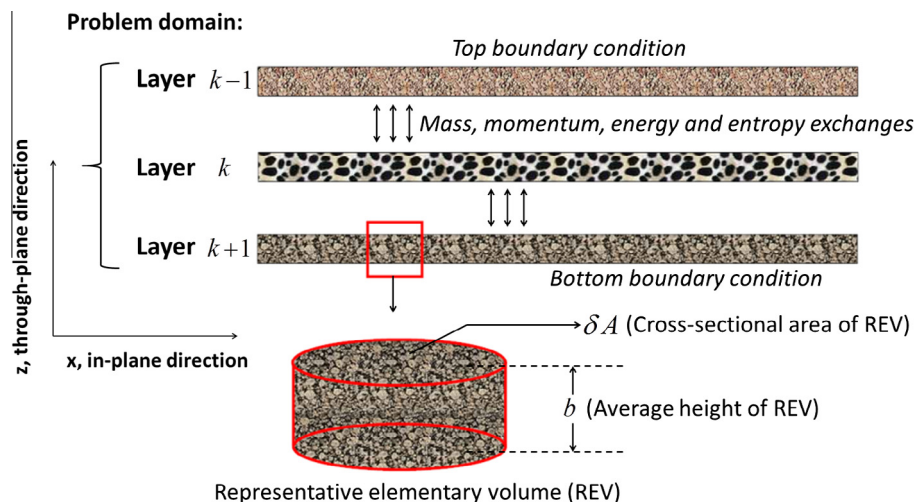 Problem domain:
Top boundary condition
Layer k−1
Mass, momentum, energy and entropy exchanges
Layer k
Layer k+1
Bottom boundary condition
z, through-plane direction
x, in-plane direction
δA (Cross-sectional area of REV)
b (Average height of REV)
Representative elementary volume (REV)